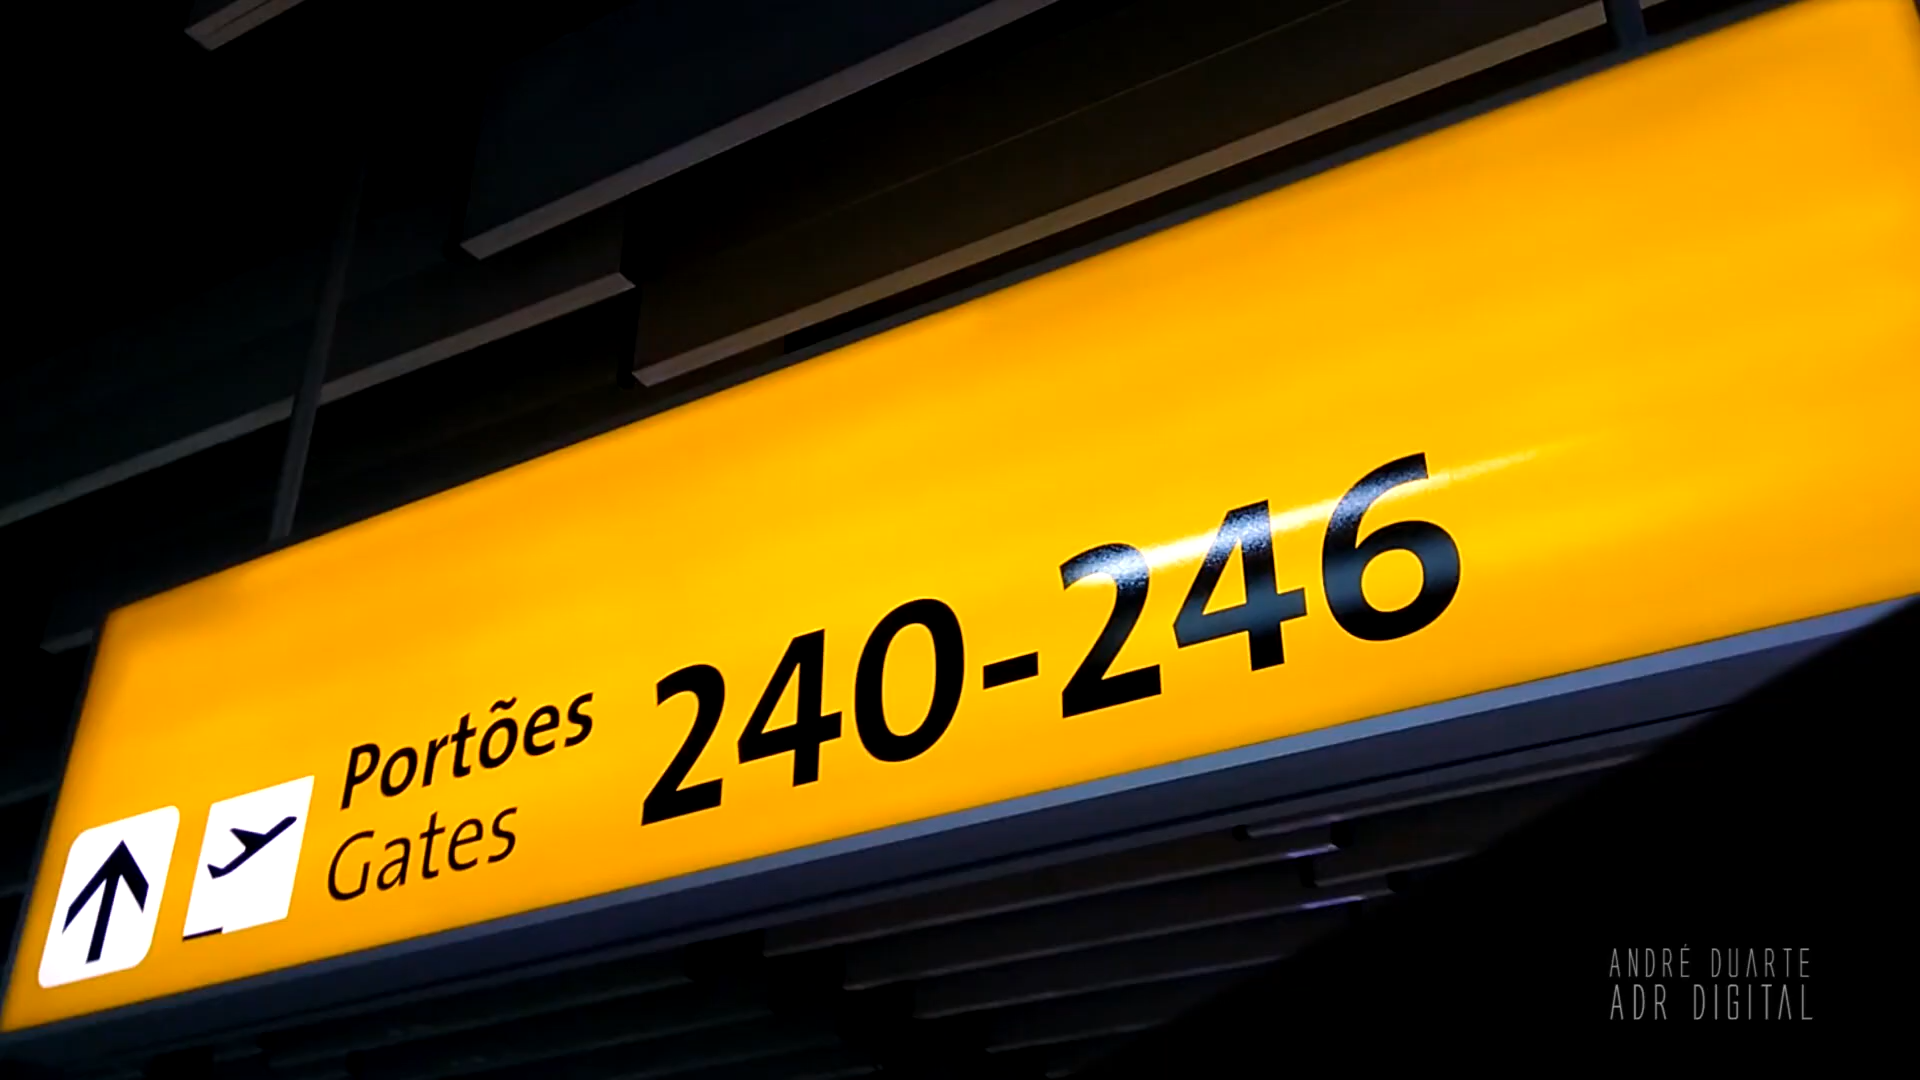 Portões
Gates
240-246
ANDRÉ DUARTE
ADR DIGITAL